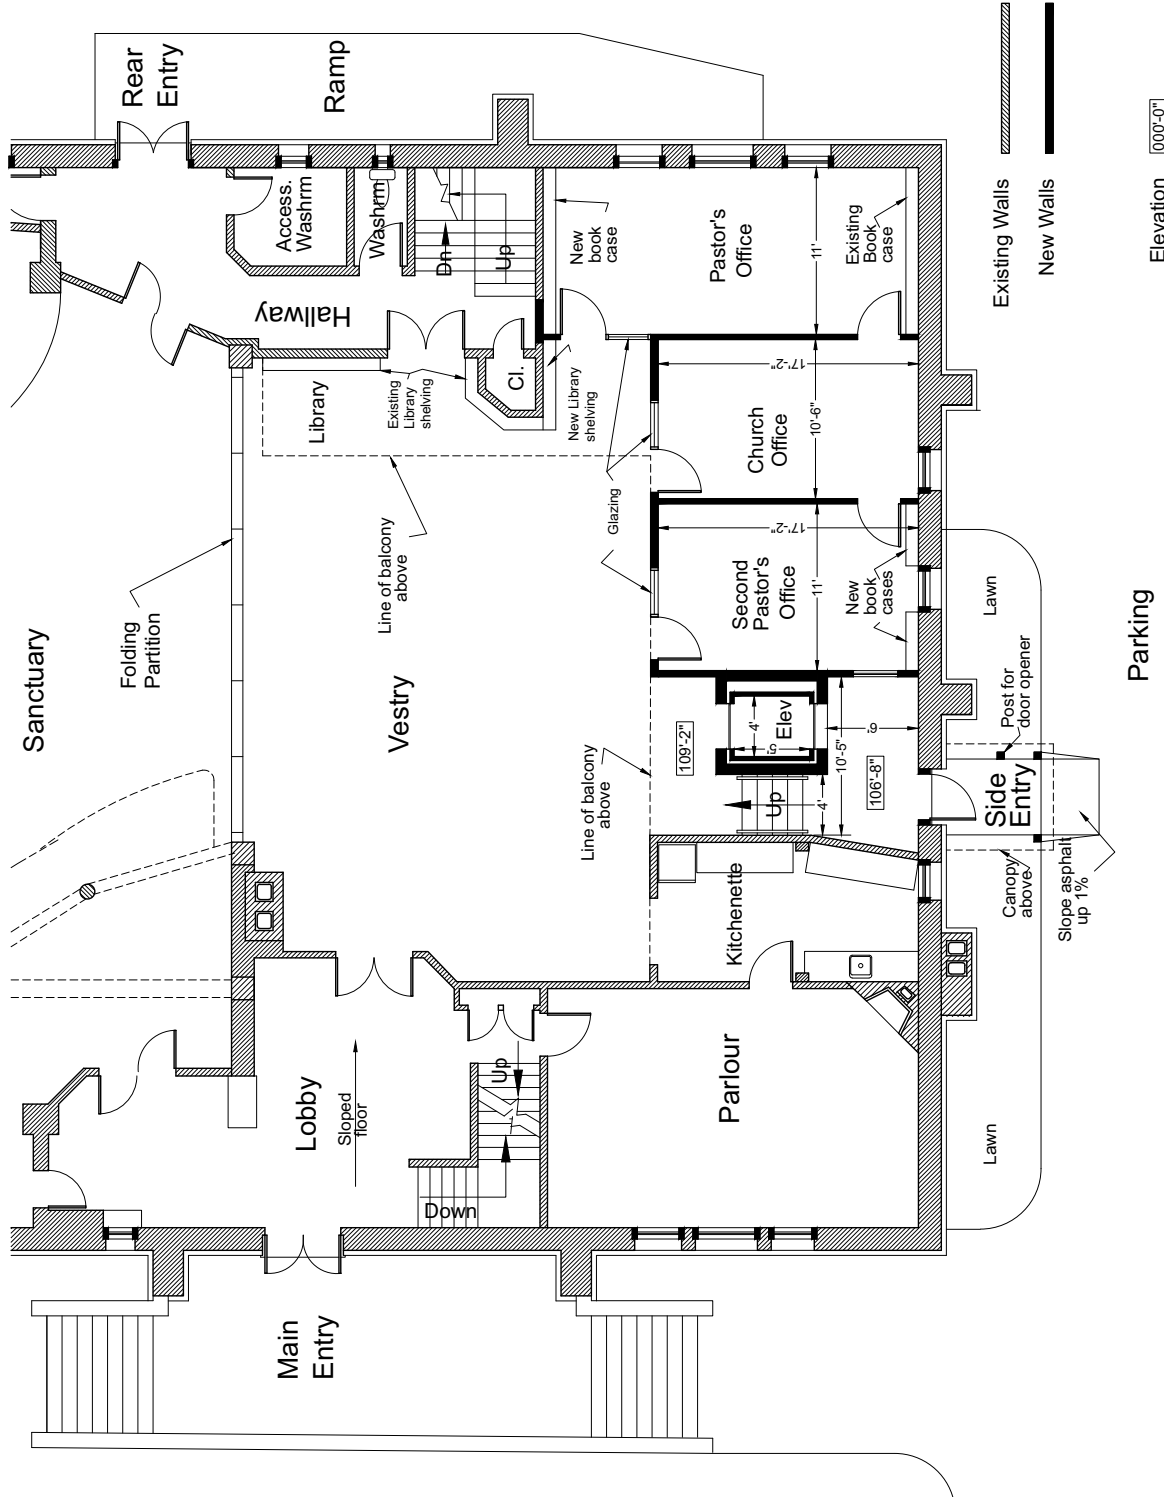 Sanctuary
Folding
Partition
Rear
Entry
Ramp
Access.
Washrm
Washrm
Hallway
Dn
Up
Library
Existing
Library
shelving
Cl.
New Library
shelving
New
book
case
Pastor's
Office
11'
Existing
Book
case
Line of balcony
above
Glazing
Church
Office
17'-2"
10'-6"
Second
Pastor's
Office
17'-2"
11'
New
book
cases
Vestry
Line of balcony
above
109'-2"
Elev
4'
5'
Up
4'
10'-5"
6'
106'-8"
Kitchenette
Lobby
Sloped
floor
Up
Down
Parlour
Main
Entry
Side
Entry
Post for
door opener
Canopy
above
Slope asphalt
up 1%
Lawn
Lawn
Parking
Existing Walls
New Walls
Elevation
000'-0"